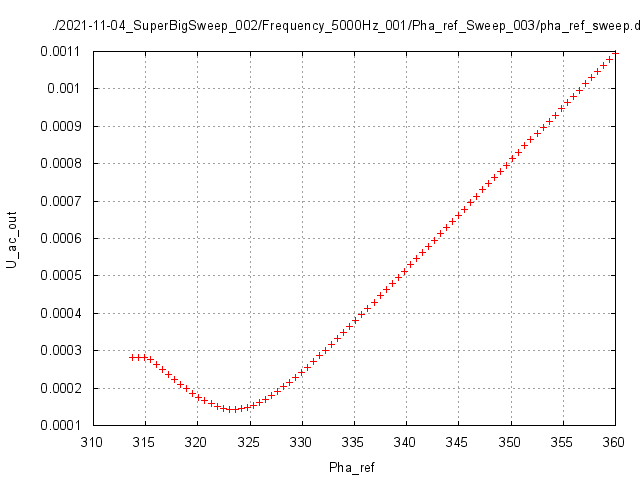 ./2021-11-04_SuperBigSweep_002/Frequency_5000Hz_001/Pha_ref_Sweep_003/pha_ref_sweep.d
0.0011
0.001
0.0009
0.0008
0.0007
0.0006
0.0005
0.0004
0.0003
0.0002
0.0001
U_ac_out
310 315 320 325 330 335 340 345 350 355 360
Pha_ref